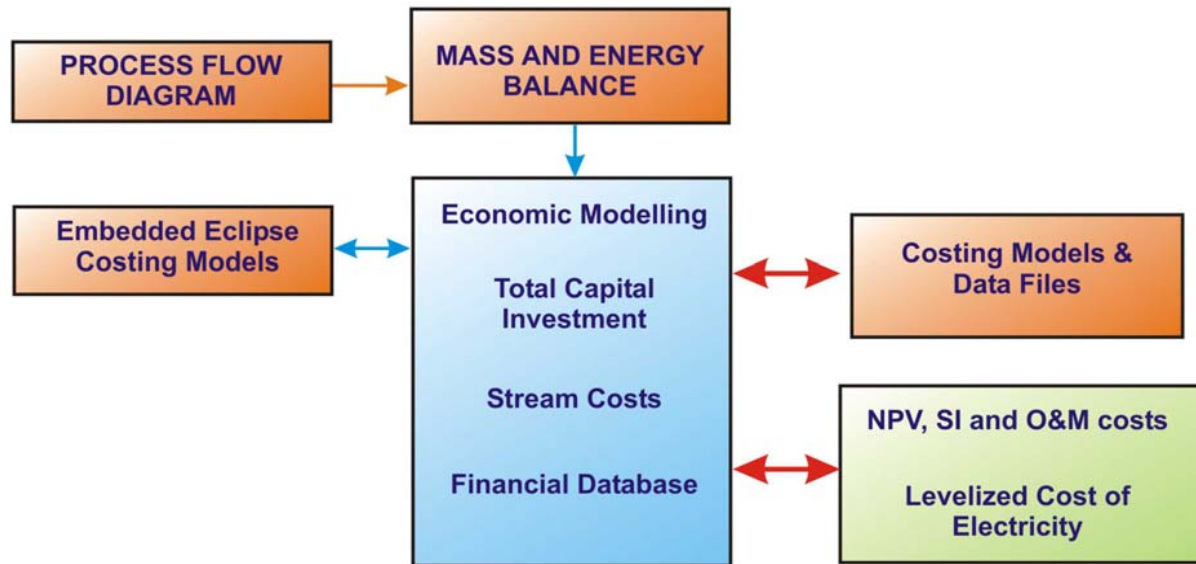 PROCESS FLOW
DIAGRAM
MASS AND ENERGY
BALANCE
Embedded Eclipse
Costing Models
Economic Modelling
Total Capital
Investment
Stream Costs
Financial Database
Costing Models &
Data Files
NPV, SI and O&M costs
Levelized Cost of
Electricity